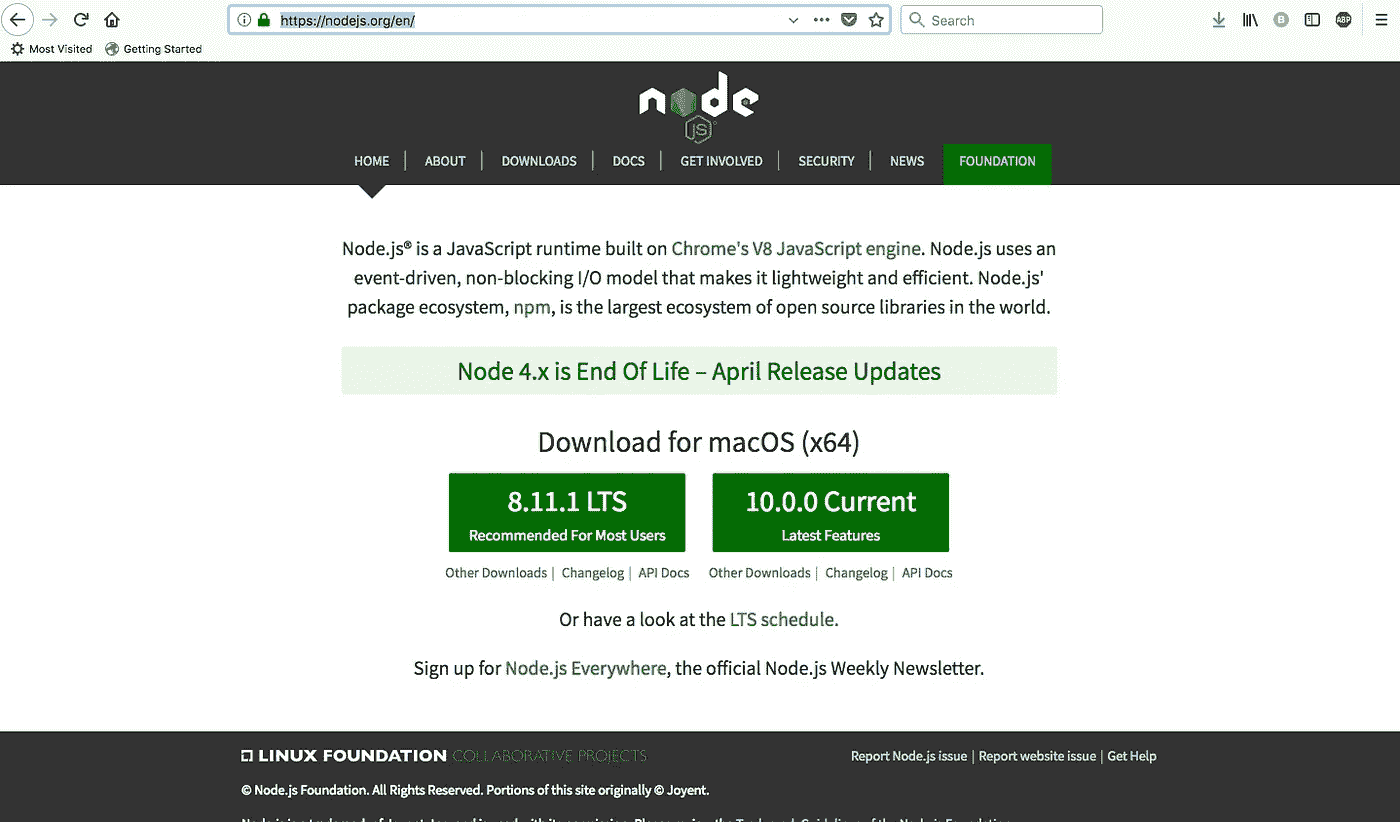 https://nodejs.org/en/
Search
B
ABP
Most Visited Getting Started
node
JS
HOME ABOUT DOWNLOADS DOCS GET INVOLVED SECURITY NEWS FOUNDATION
Node.js® is a JavaScript runtime built on Chrome's V8 JavaScript engine. Node.js uses an
event-driven, non-blocking I/O model that makes it lightweight and efficient. Node.js'
package ecosystem, npm, is the largest ecosystem of open source libraries in the world.
Node 4.x is End Of Life – April Release Updates
Download for macOS (x64)
8.11.1 LTS
Recommended For Most Users
10.0.0 Current
Latest Features
Other Downloads | Changelog | API Docs
Other Downloads | Changelog | API Docs
Or have a look at the LTS schedule.
Sign up for Node.js Everywhere, the official Node.js Weekly Newsletter.
LINUX FOUNDATION COLLABORATIVE PROJECTS
Report Node.js issue | Report website issue | Get Help
© Node.js Foundation. All Rights Reserved. Portions of this site originally © Joyent.